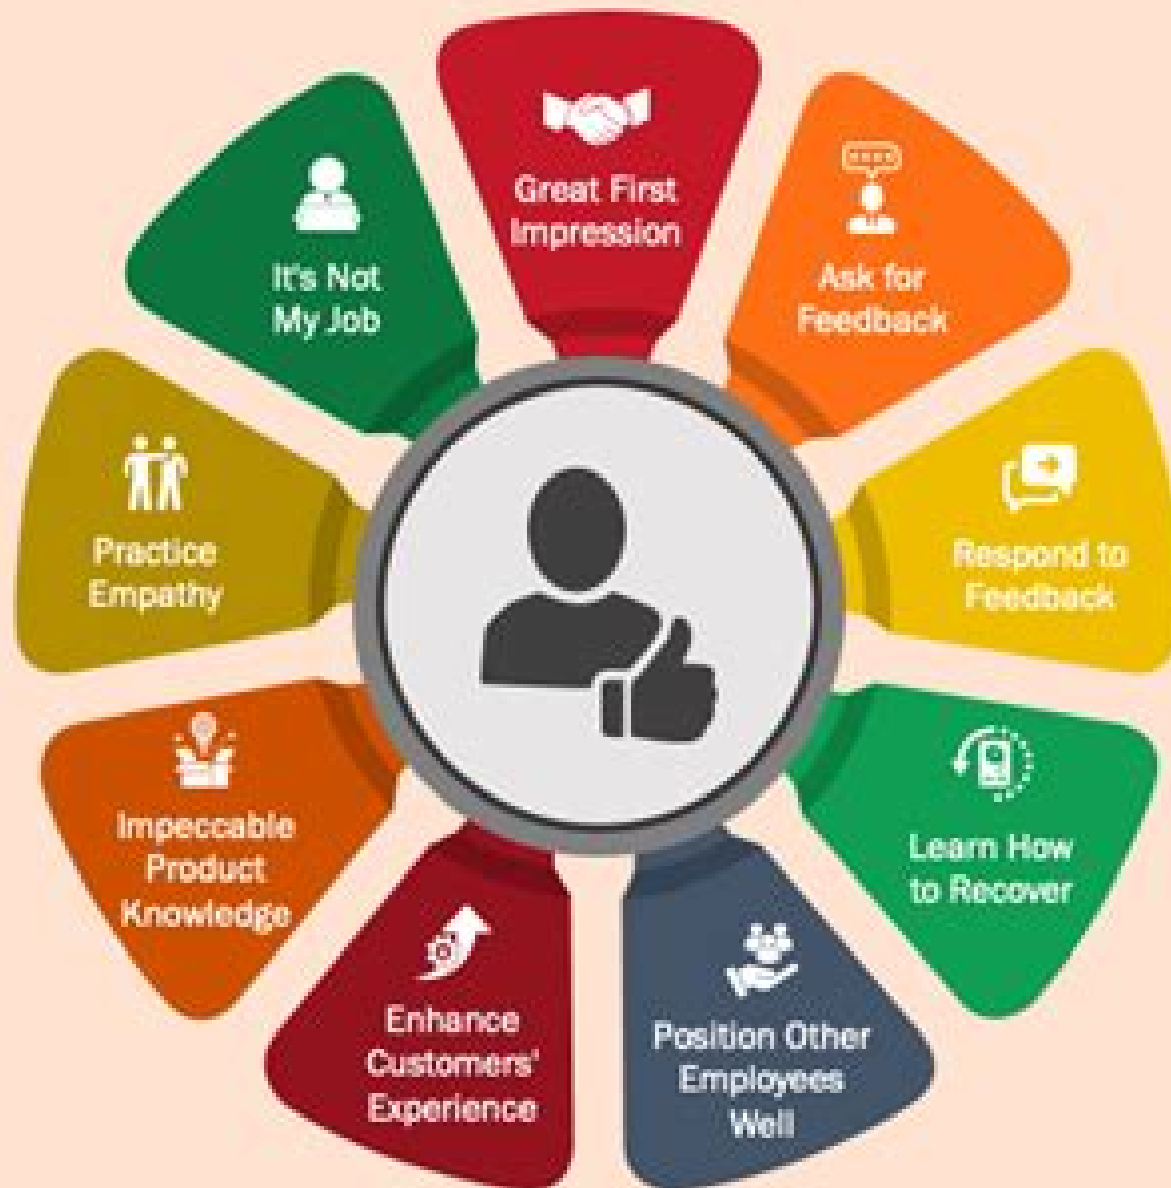 Great First
Impression
Ask for
Feedback
Respond to
Feedback
Learn How
to Recover
Position Other
Employees
Well
Enhance
Customers'
Experience
Impeccable
Product
Knowledge
Practice
Empathy
It's Not
My Job